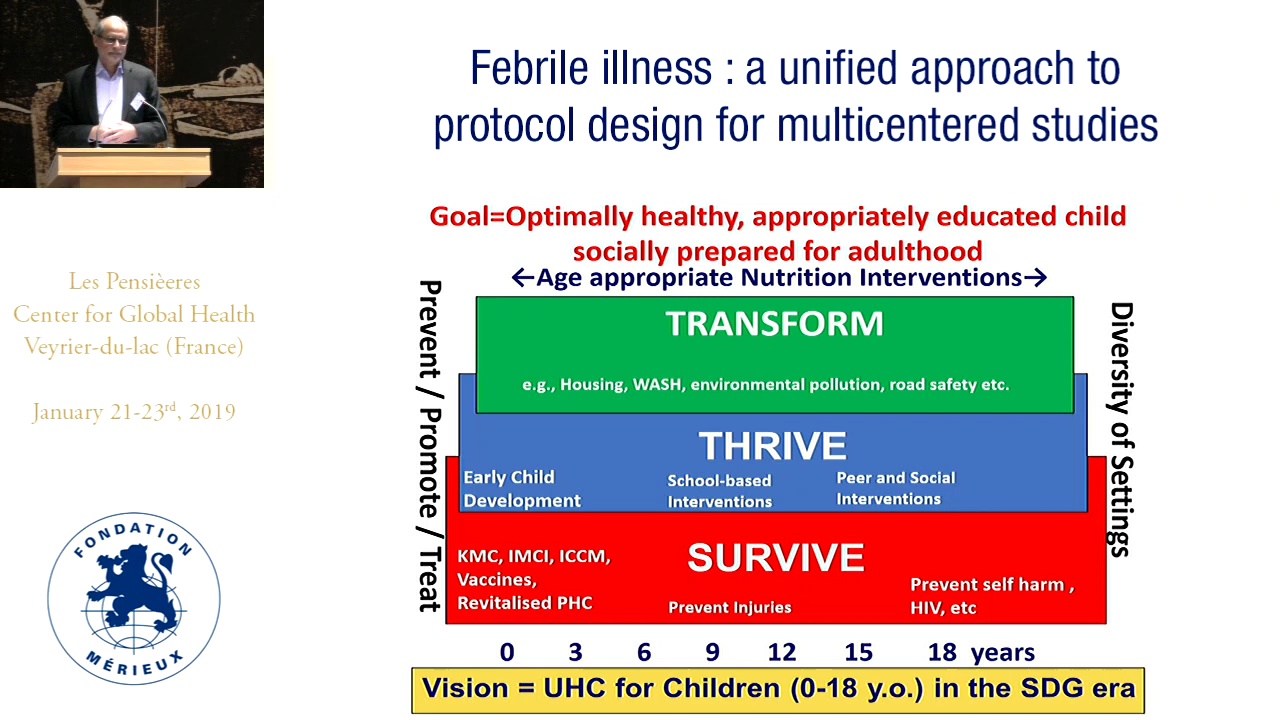 Febrile illness : a unified approach to
protocol design for multicentered studies
Les Pensièeres
Center for Global Health
Veyrier-du-lac (France)
January 21-23rd, 2019
FONDATION
MÉRIEUX
Goal=Optimally healthy, appropriately educated child
socially prepared for adulthood
←Age appropriate Nutrition Interventions→
Prevent / Promote / Treat
TRANSFORM
e.g., Housing, WASH, environmental pollution, road safety etc.
THRIVE
Early Child
Development
School-based
Interventions
Peer and Social
Interventions
SURVIVE
KMC, IMCI, ICCM,
Vaccines,
Revitalised PHC
Prevent Injuries
Prevent self harm ,
HIV, etc
Diversity of Settings
0 3 6 9 12 15 18 years
Vision = UHC for Children (0-18 y.o.) in the SDG era